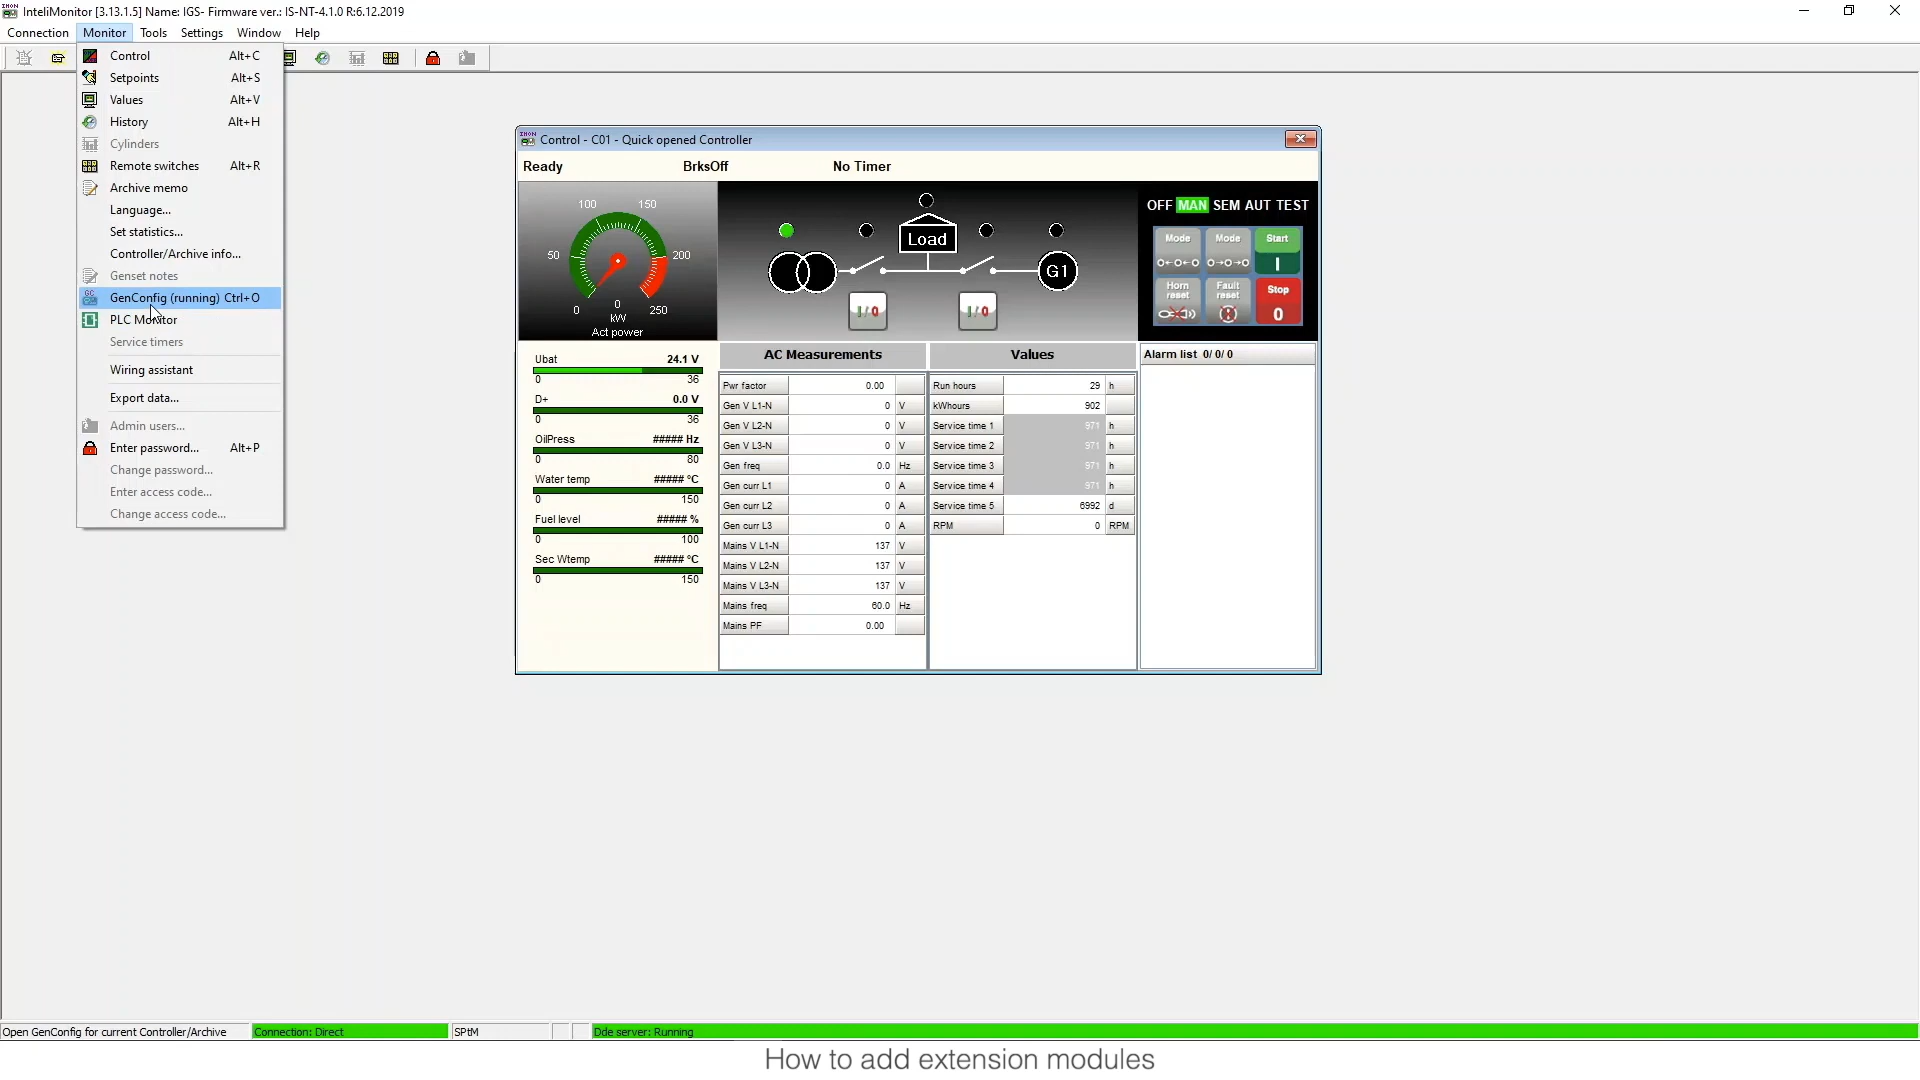 InteliMonitor [3.13.1.5] Name: IGS- Firmware ver.: IS-NT-4.1.0 R:6.12.2019
Connection Monitor Tools Settings Window Help
Control Alt+C
Setpoints Alt+S
Values Alt+V
History Alt+H
Cylinders
Remote switches Alt+R
Archive memo
Language...
Set statistics...
Controller/Archive info...
Genset notes
GenConfig (running) Ctrl+O
PLC Monitor
Service timers
Wiring assistant
Export data...
Admin users...
Enter password... Alt+P
Change password...
Enter access code...
Change access code...
Control - C01 - Quick opened Controller
Ready BrksOff No Timer
0 50 100 150 200 250
0
kW
Act power
Load
G1
I/0 I/0
OFF MAN SEM AUT TEST
Mode Mode Start
I
Horn reset Fault reset Stop
0
Ubat 24.1 V
0 36
D+ 0.0 V
0 36
OilPress ##### Hz
0 80
Water temp ##### °C
0 150
Fuel level ##### %
0 100
Sec Wtemp ##### °C
0 150
AC Measurements
Pwr factor 0.00
Gen V L1-N 0 V
Gen V L2-N 0 V
Gen V L3-N 0 V
Gen freq 0.0 Hz
Gen curr L1 0 A
Gen curr L2 0 A
Gen curr L3 0 A
Mains V L1-N 137 V
Mains V L2-N 137 V
Mains V L3-N 137 V
Mains freq 60.0 Hz
Mains PF 0.00
Values
Run hours 29 h
kWhours 902
Service time 1 971 h
Service time 2 971 h
Service time 3 971 h
Service time 4 971 h
Service time 5 6992 d
RPM 0 RPM
Alarm list 0/ 0/ 0
Open GenConfig for current Controller/Archive Connection: Direct SPtM Dde server: Running
How to add extension modules